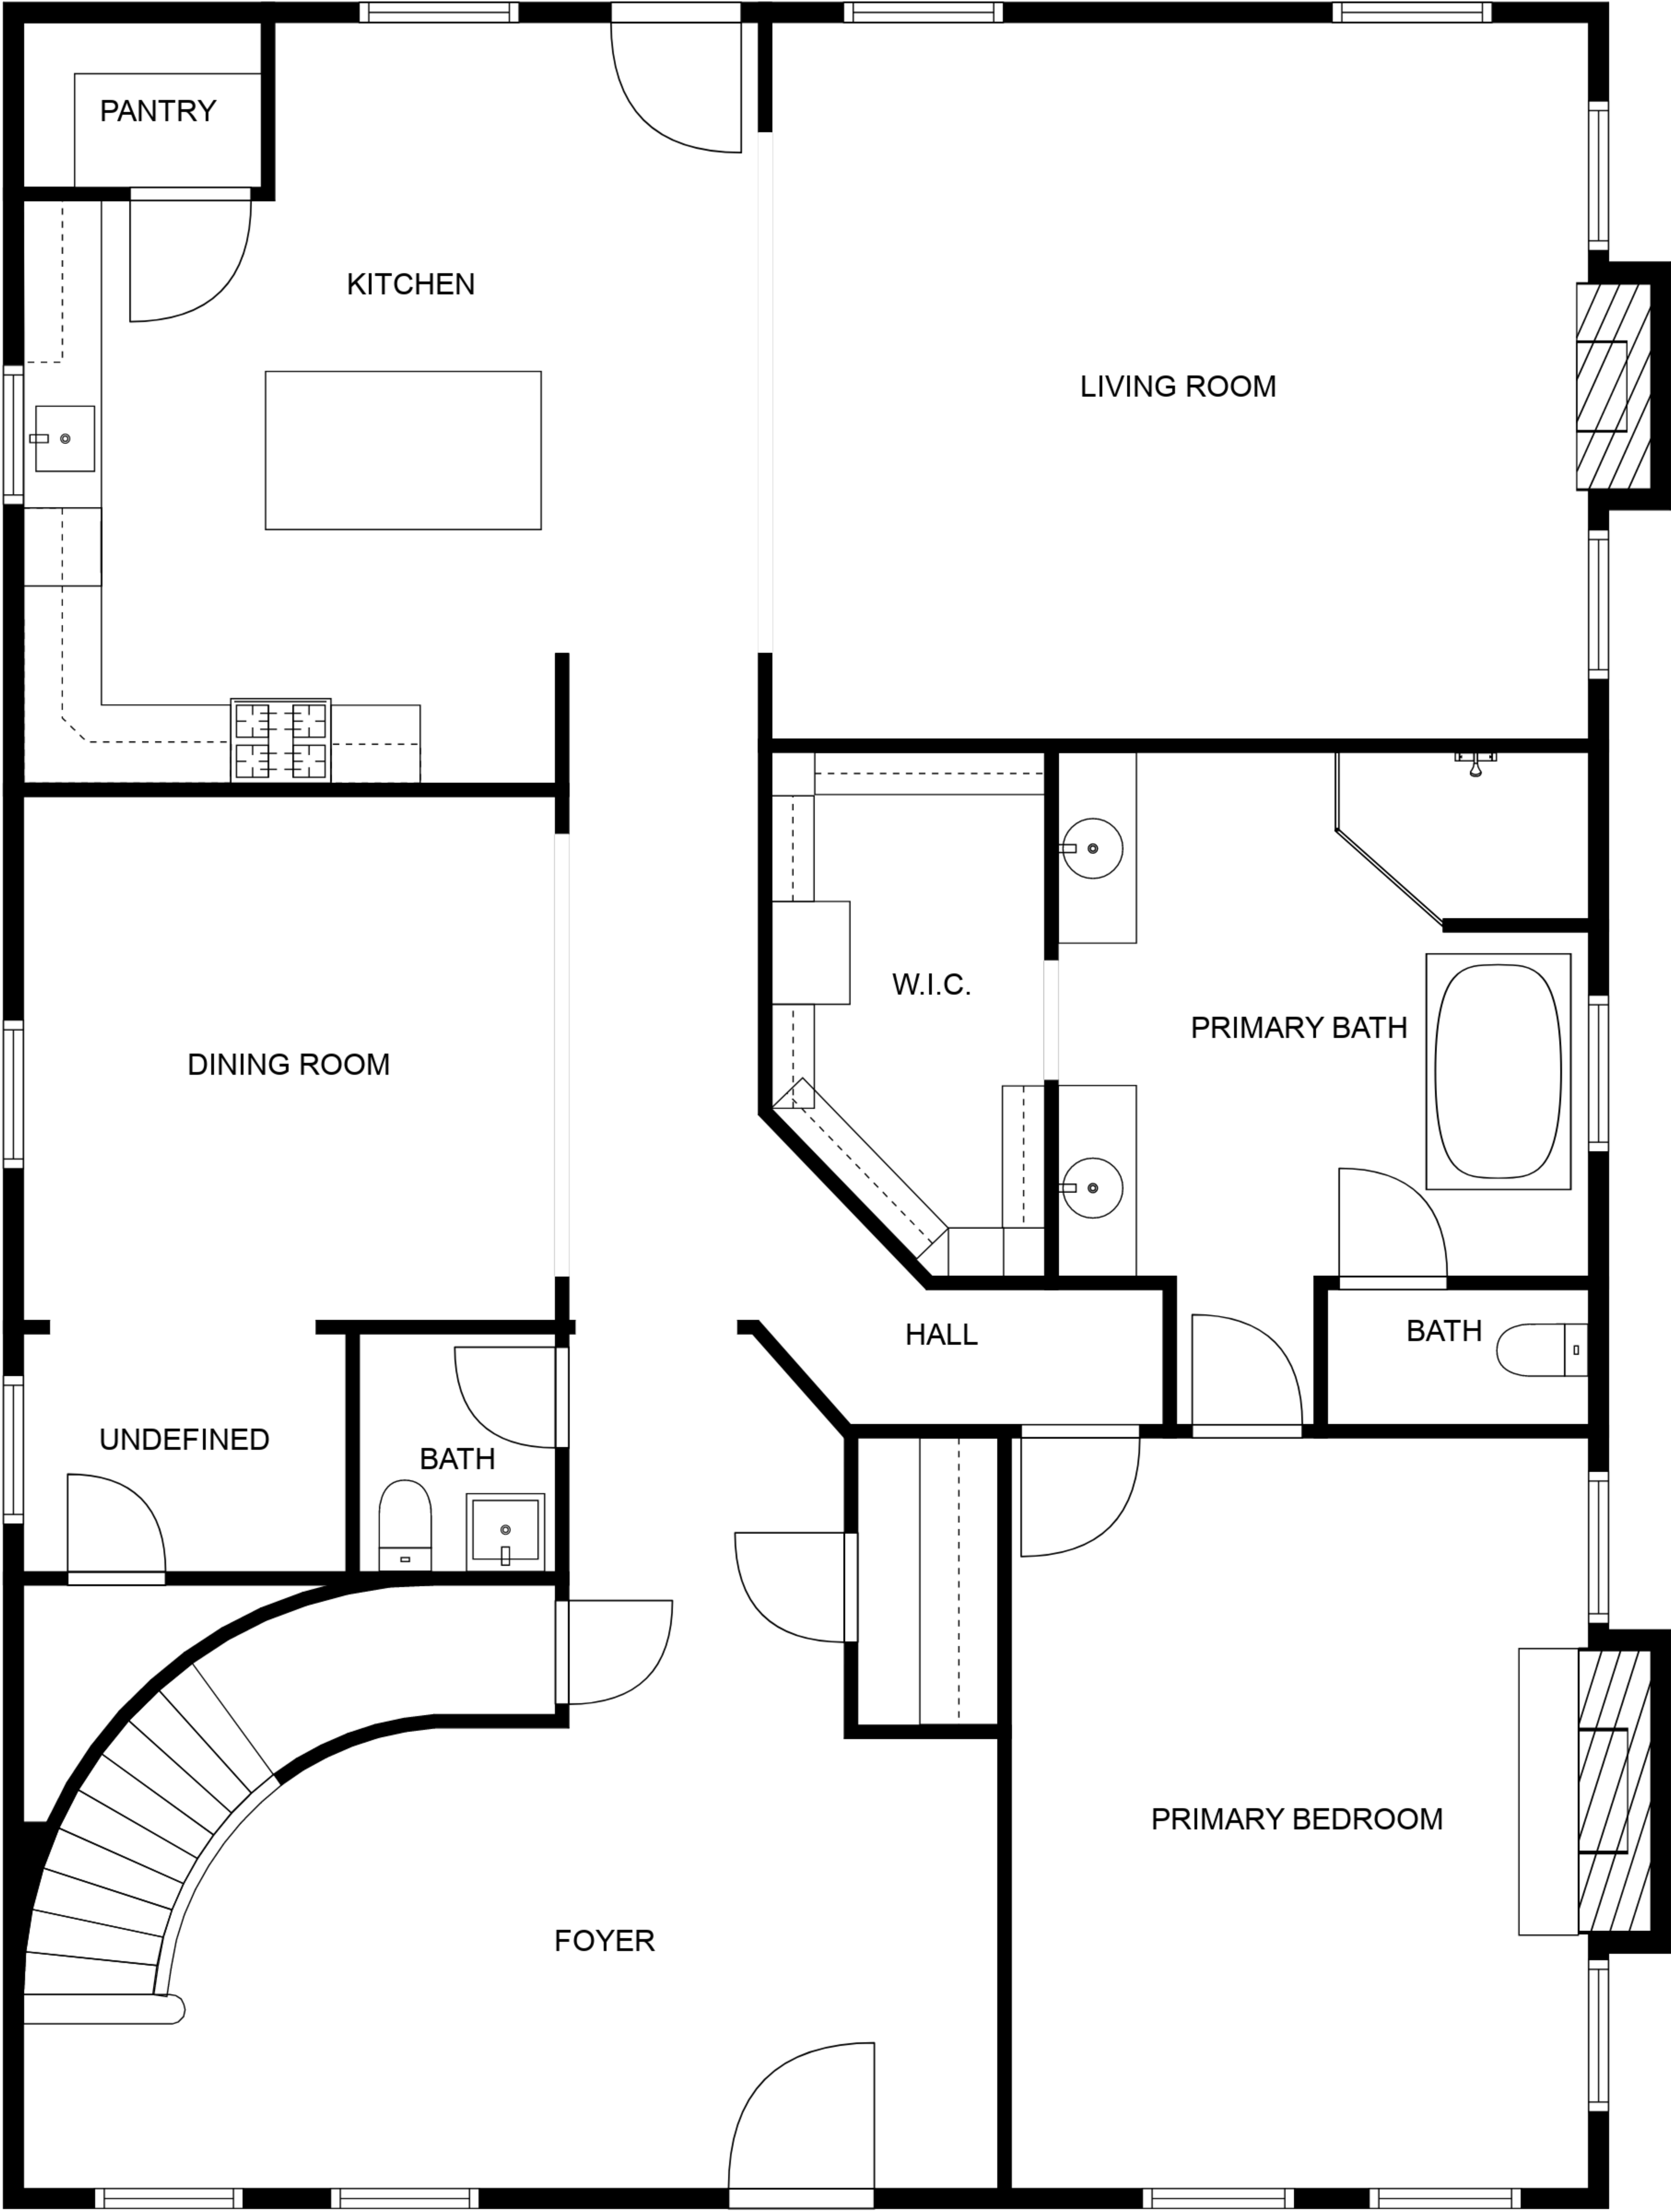 PANTRY
KITCHEN
LIVING ROOM
W.I.C.
PRIMARY BATH
DINING ROOM
HALL
BATH
UNDEFINED
BATH
PRIMARY BEDROOM
FOYER